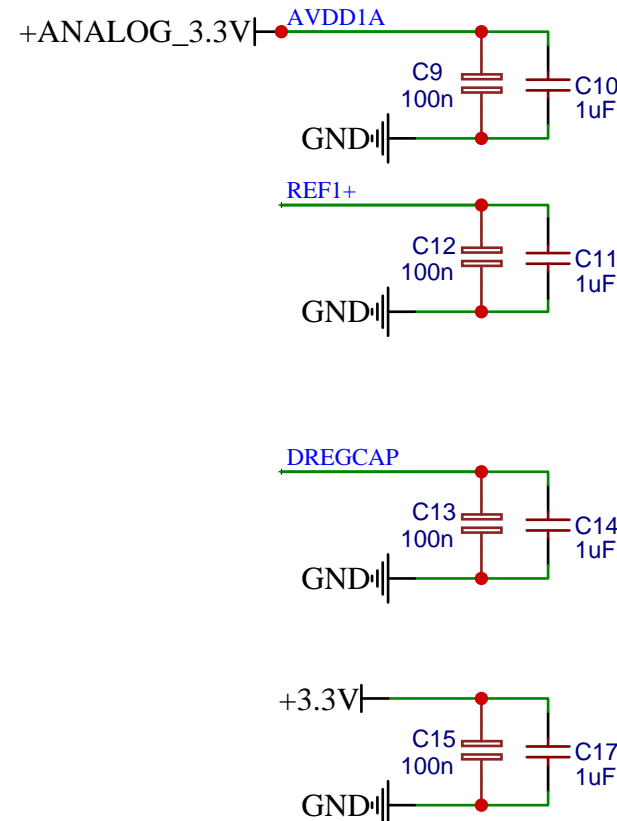 AVDD1A
+ANALOG_3.3V
C9
100n
C10
1uF
GND
REF1+
C12
100n
C11
1uF
GND
DREGCAP
C13
100n
C14
1uF
GND
+3.3V
C15
100n
C17
1uF
GND